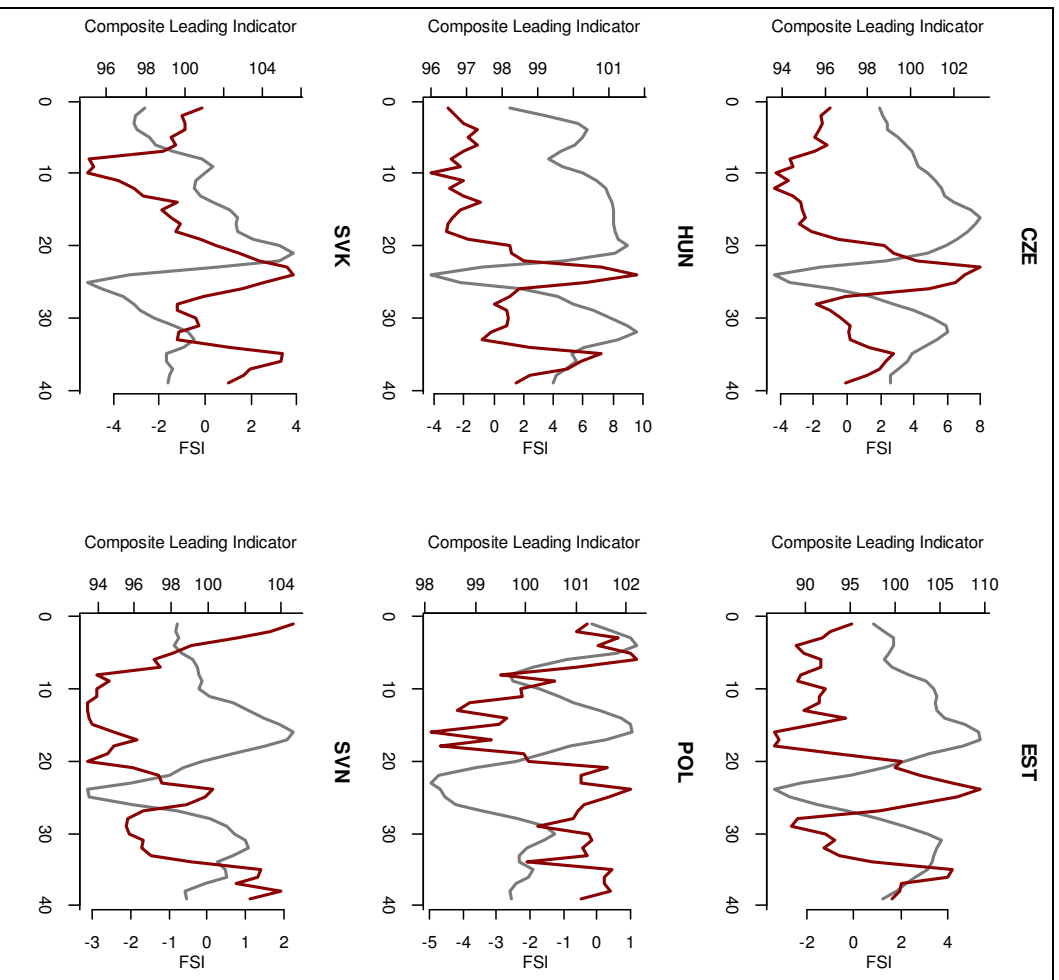 Composite Leading Indicator
96 98 100 104
0 10 20 30 40
SVK
-4 -2 0 2 4
FSI
Composite Leading Indicator
96 97 98 99 101
0 10 20 30 40
HUN
-4 -2 0 2 4 6 8 10
FSI
Composite Leading Indicator
94 96 98 100 102
0 10 20 30 40
CZE
-4 -2 0 2 4 6 8
FSI
Composite Leading Indicator
94 96 98 100 104
0 10 20 30 40
SVN
-3 -2 -1 0 1 2
FSI
Composite Leading Indicator
98 99 100 101 102
0 10 20 30 40
POL
-5 -4 -3 -2 -1 0 1
FSI
Composite Leading Indicator
90 95 100 105 110
0 10 20 30 40
EST
-2 0 2 4
FSI